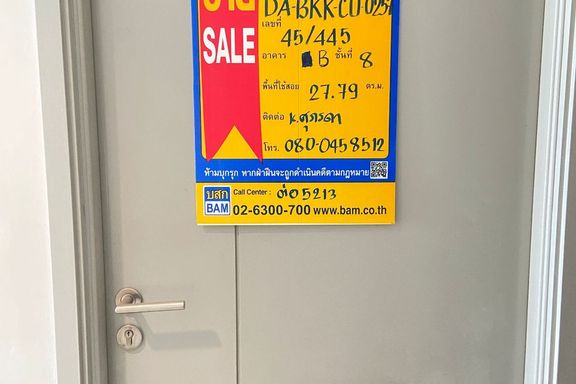 ขาย DA-BKK-CU-0257
SALE
เลขที่ 45/445
อาคาร B ชั้นที่ 8
พื้นที่ใช้สอย 27.79 ตร.ม.
ติดต่อ K.ศุภรดา
โทร. 080-0458512
ห้ามบุกรุก หากฝ่าฝืนจะถูกดำเนินคดีตามกฎหมาย
บสก BAM Call Center : ต่อ 5213
02-6300-700 www.bam.co.th